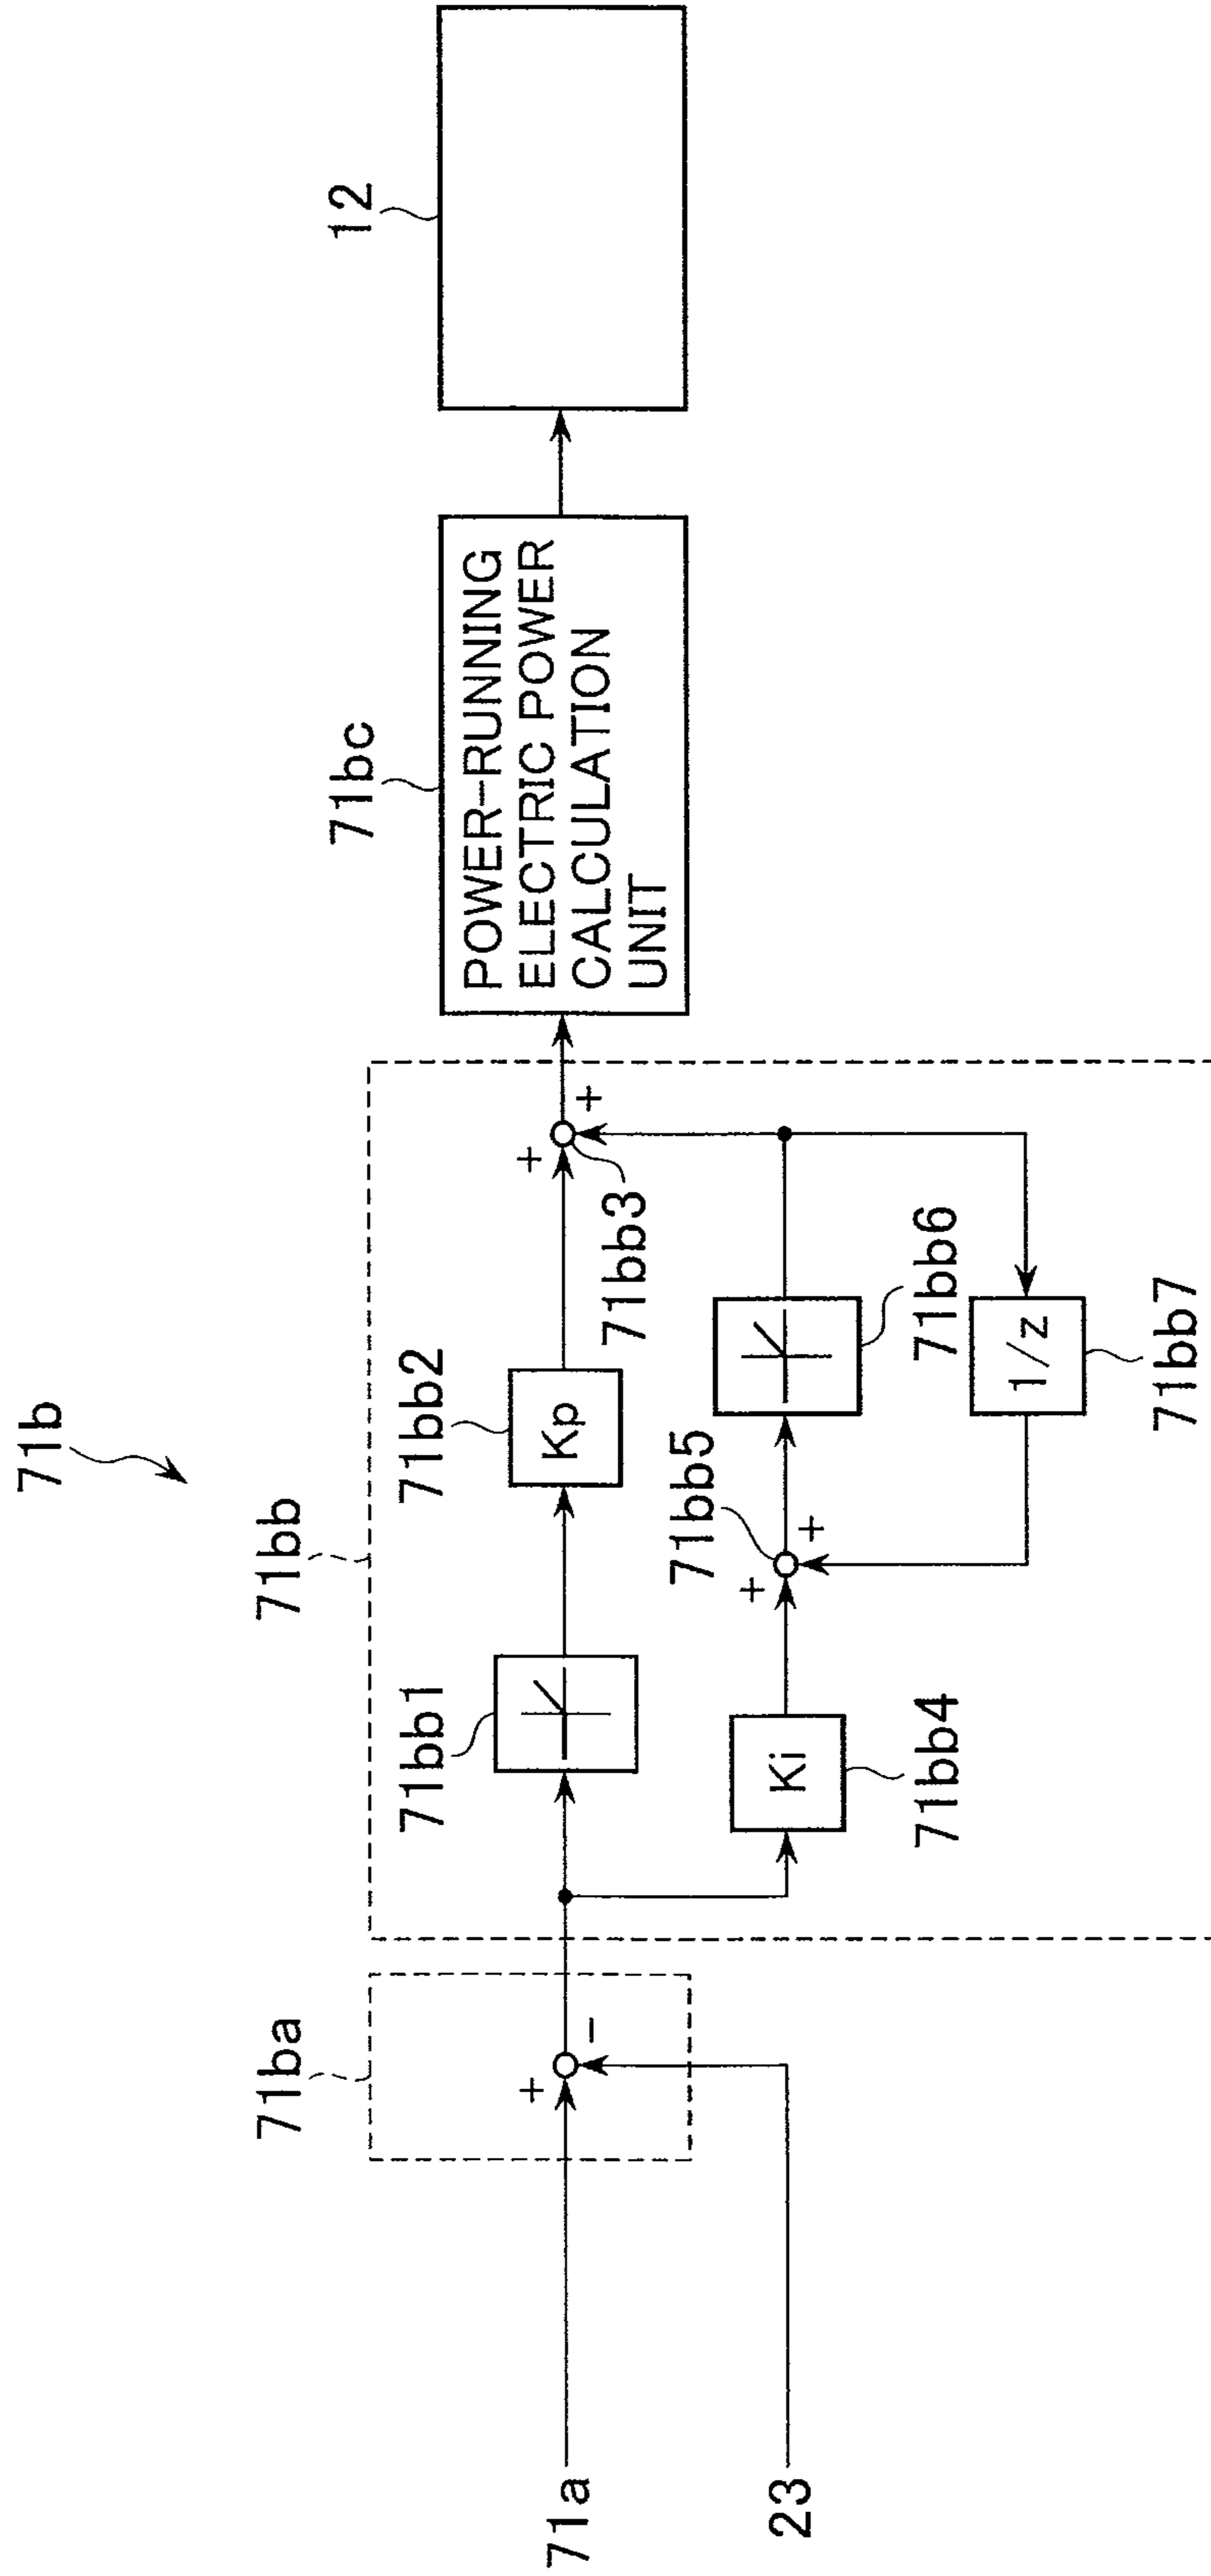 71b
71bb
71ba
71bb1
71bb2
Kp
+
+
71bb3
71bc
POWER-RUNNING
ELECTRIC POWER
CALCULATION
UNIT
12
71a
+
-
23
Ki
71bb4
71bb5
+
+
71bb6
1/z
71bb7